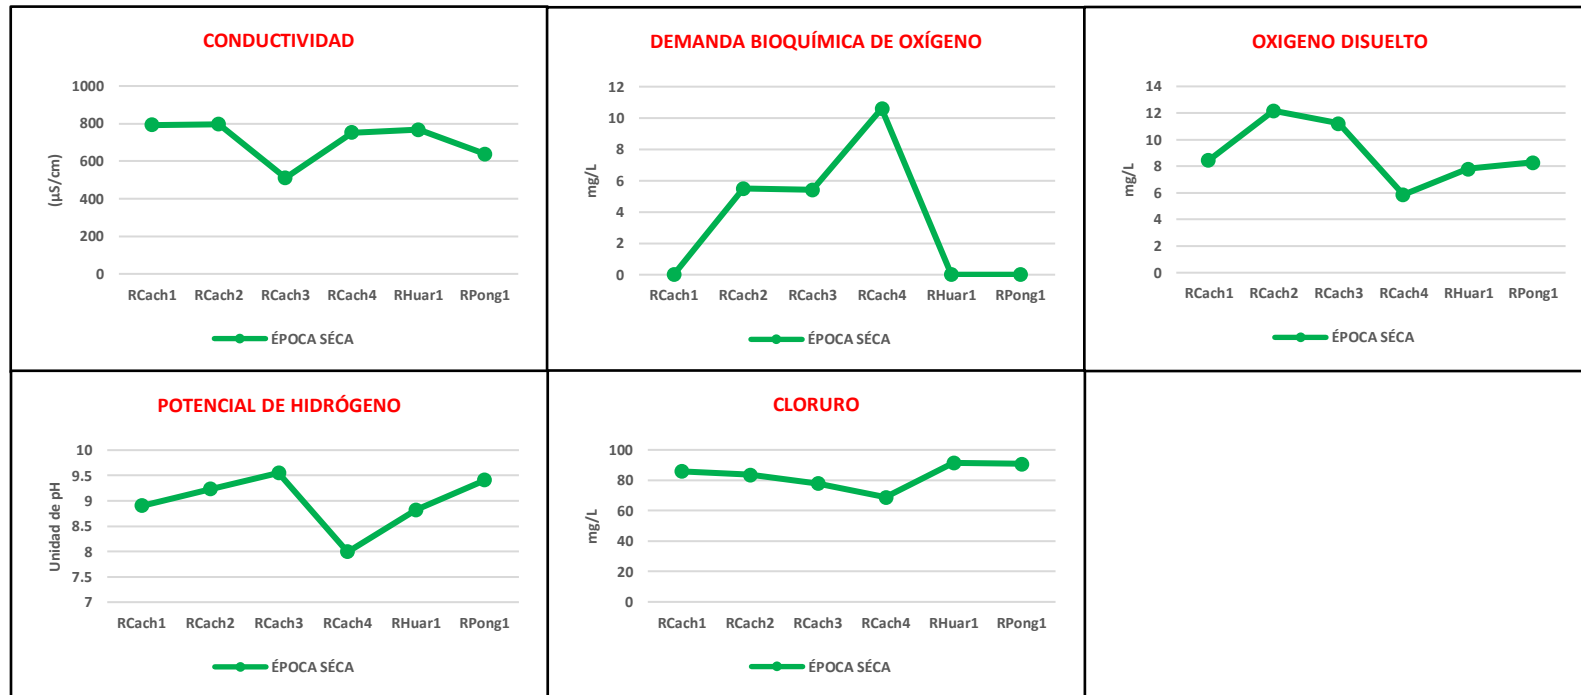 CONDUCTIVIDAD
1000
800
600
400
200
0
(µS/cm)
RCach1 RCach2 RCach3 RCach4 RHuar1 RPong1
ÉPOCA SÉCA
DEMANDA BIOQUÍMICA DE OXÍGENO
12
10
8
6
4
2
0
mg/L
RCach1 RCach2 RCach3 RCach4 RHuar1 RPong1
ÉPOCA SÉCA
OXIGENO DISUELTO
14
12
10
8
6
4
2
0
mg/L
RCach1 RCach2 RCach3 RCach4 RHuar1 RPong1
ÉPOCA SÉCA
POTENCIAL DE HIDRÓGENO
10
9.5
9
8.5
8
7.5
7
Unidad de pH
RCach1 RCach2 RCach3 RCach4 RHuar1 RPong1
ÉPOCA SÉCA
CLORURO
100
80
60
40
20
0
mg/L
RCach1 RCach2 RCach3 RCach4 RHuar1 RPong1
ÉPOCA SÉCA